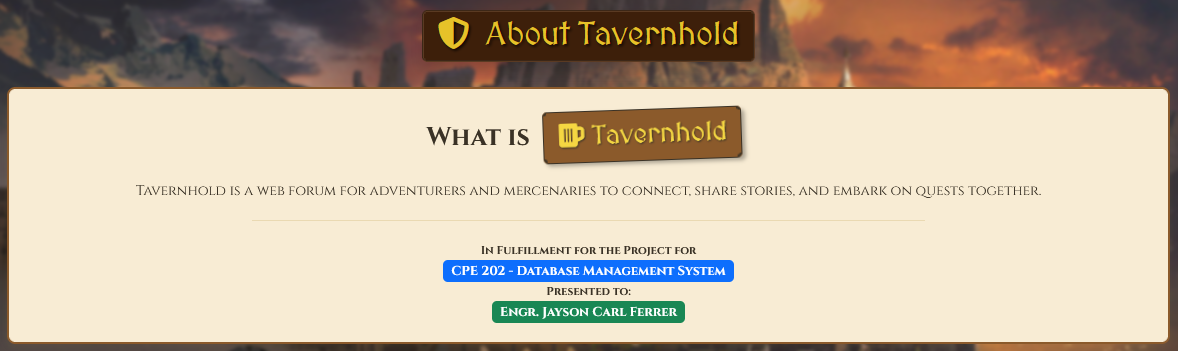 About Tavernhold
What is Tavernhold
Tavernhold is a web forum for adventurers and mercenaries to connect, share stories, and embark on quests together.
In Fulfillment for the Project for
CPE 202 - Database Management System
Presented to:
Engr. Jayson Carl Ferrer